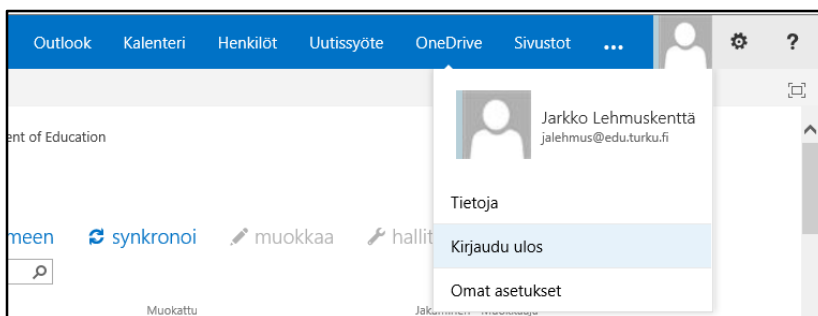 Outlook Kalenteri Henkilöt Uutissyöte OneDrive Sivustot ... ?
Jarkko Lehmuskenttä
jalehmus@edu.turku.fi
ent of Education
Tietoja
meen synkronoi muokkaa hallit
Kirjaudu ulos
Omat asetukset
Muokattu